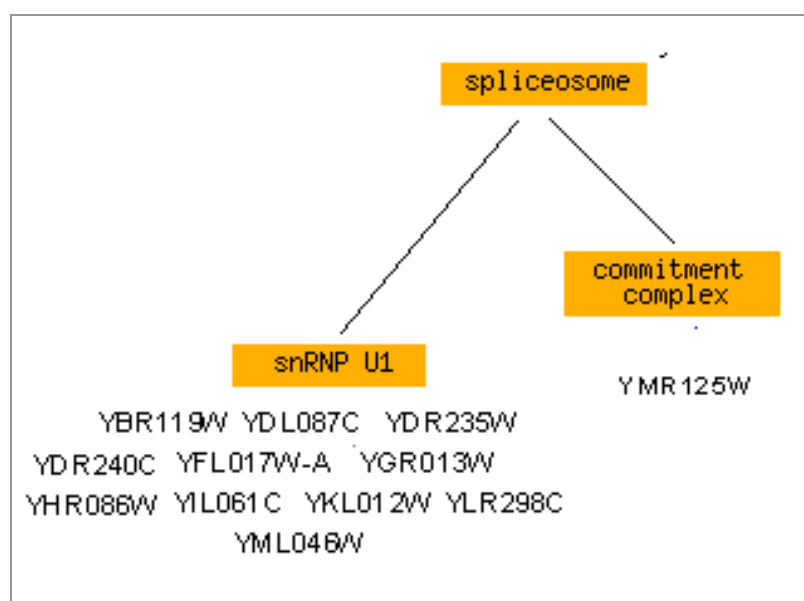 spliceosome
commitment
complex
snRNP U1
YMR125W
YBR119W YDL087C YDR235W
YDR240C YFL017W-A YGR013W
YHR086W YIL061C YKL012W YLR298C
YML046W